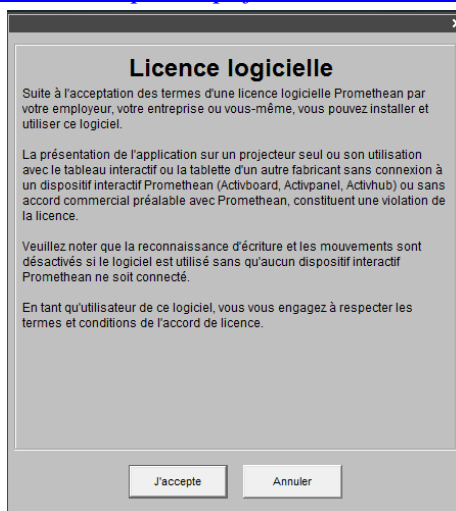 Licence logicielle
Suite à l'acceptation des termes d'une licence logicielle Promethean par
votre employeur, votre entreprise ou vous-même, vous pouvez installer et
utiliser ce logiciel.
La présentation de l'application sur un projecteur seul ou son utilisation
avec le tableau interactif ou la tablette d'un autre fabricant sans connexion à
un dispositif interactif Promethean (Activboard, Activpanel, Activhub) ou sans
accord commercial préalable avec Promethean, constituent une violation de
la licence.
Veuillez noter que la reconnaissance d'écriture et les mouvements sont
désactivés si le logiciel est utilisé sans qu'aucun dispositif interactif
Promethean ne soit connecté.
En tant qu'utilisateur de ce logiciel, vous vous engagez à respecter les
termes et conditions de l'accord de licence.
J'accepte
Annuler